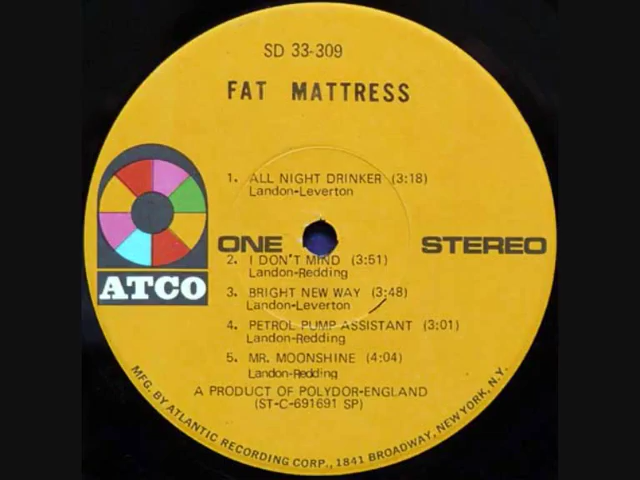 SD 33-309
FAT MATTRESS
1. ALL NIGHT DRINKER (3:18)
Landon-Leverton
ONE STEREO
2. I DON'T MIND (3:51)
Landon-Redding
ATCO
3. BRIGHT NEW WAY (3:48)
Landon-Leverton
4. PETROL PUMP ASSISTANT (3:01)
Landon-Redding
5. MR. MOONSHINE (4:04)
Landon-Redding
A PRODUCT OF POLYDOR-ENGLAND
(ST-C-691691 SP)
MFG. BY ATLANTIC RECORDING CORP., 1841 BROADWAY, NEW YORK, N.Y.